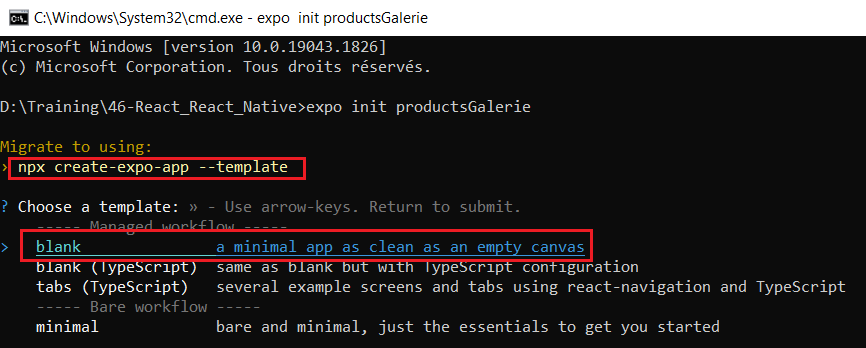 C:\Windows\System32\cmd.exe - expo  init productsGalerie
Microsoft Windows [version 10.0.19043.1826]
(c) Microsoft Corporation. Tous droits réservés.
D:\Training\46-React_React_Native>expo init productsGalerie
Migrate to using:
› npx create-expo-app --template
? Choose a template: » - Use arrow-keys. Return to submit.
----- Managed workflow -----
> blank                a minimal app as clean as an empty canvas
blank (TypeScript)   same as blank but with TypeScript configuration
tabs (TypeScript)    several example screens and tabs using react-navigation and TypeScript
----- Bare workflow -----
minimal              bare and minimal, just the essentials to get you started